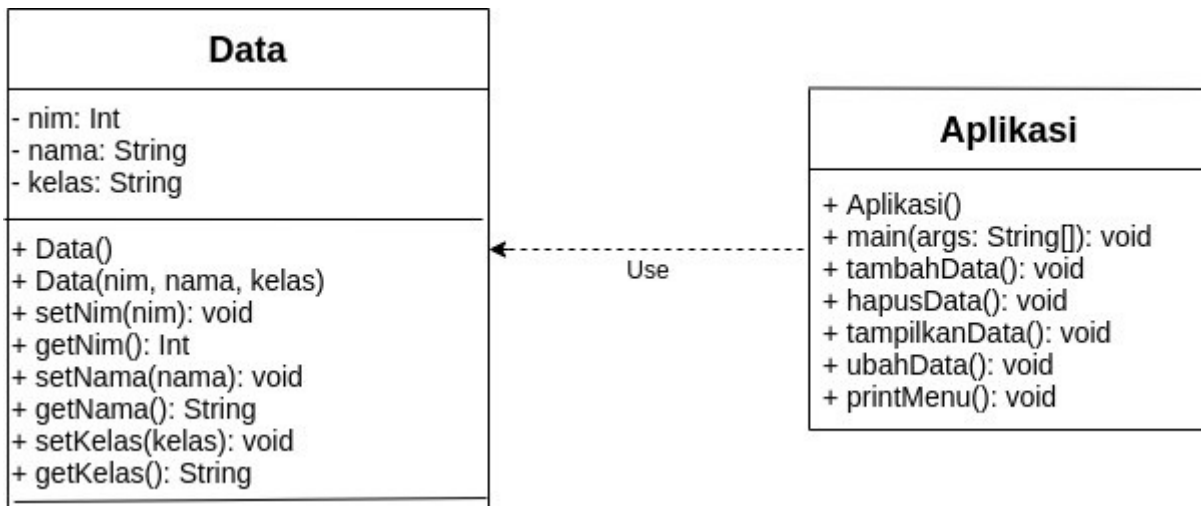 Data
- nim: Int
- nama: String
- kelas: String
+ Data()
+ Data(nim, nama, kelas)
+ setNim(nim): void
+ getNim(): Int
+ setNama(nama): void
+ getNama(): String
+ setKelas(kelas): void
+ getKelas(): String
Use
Aplikasi
+ Aplikasi()
+ main(args: String[]): void
+ tambahData(): void
+ hapusData(): void
+ tampilkanData(): void
+ ubahData(): void
+ printMenu(): void